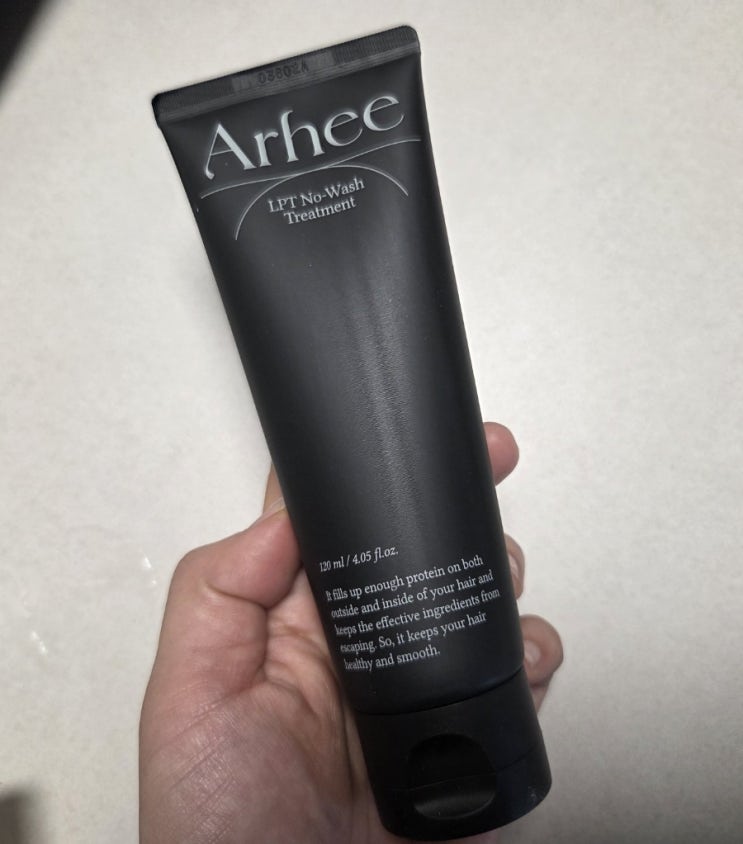 Arhee
LPT No-Wash
Treatment
120 ml / 4.05 fl.oz.
It fills up enough protein on both
outside and inside of your hair and
keeps the effective ingredients from
escaping. So, it keeps your hair
healthy and smooth.